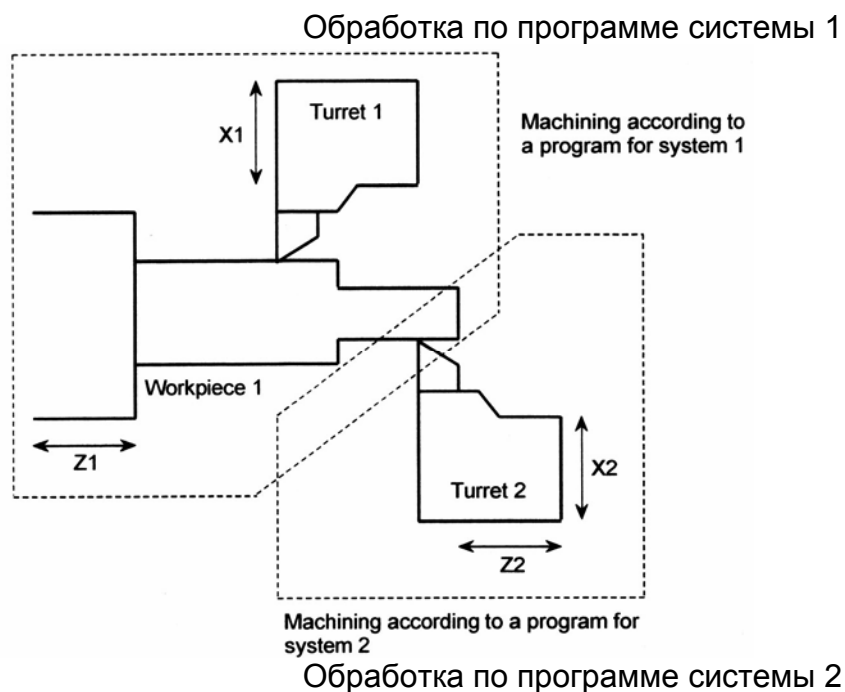 Обработка по программе системы 1
Turret 1
X1
Machining according to
a program for system 1
Workpiece 1
Z1
Turret 2
X2
Z2
Machining according to a program for
system 2
Обработка по программе системы 2